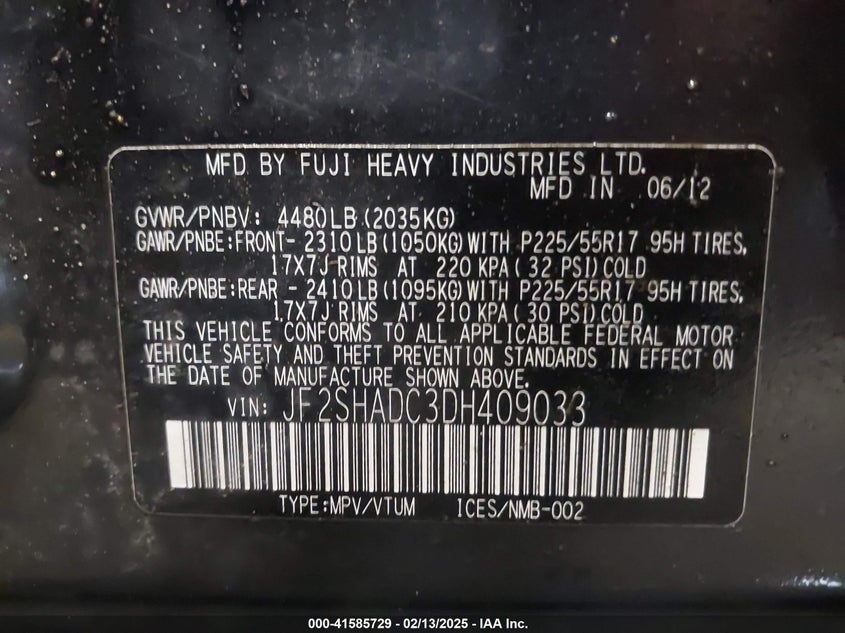 MFD BY FUJI HEAVY INDUSTRIES LTD.
MFD IN 06/12
GVWR/PNBV: 4480LB(2035KG)
GAWR/PNBE:FRONT- 2310LB(1050KG)WITH P225/55R17 95H TIRES,
17X7J RIMS AT 220 KPA(32 PSI)COLD
GAWR/PNBE:REAR - 2410LB(1095KG)WITH P225/55R17 95H TIRES,
17X7J RIMS AT 210 KPA(30 PSI)COLD
THIS VEHICLE CONFORMS TO ALL APPLICABLE FEDERAL MOTOR
VEHICLE SAFETY AND THEFT PREVENTION STANDARDS IN EFFECT ON
THE DATE OF MANUFACTURE SHOWN ABOVE.
VIN: JF2SHADC3DH409033
TYPE:MPV/VTUM ICES/NMB-002
000-41585729 - 02/13/2025 - IAA Inc.